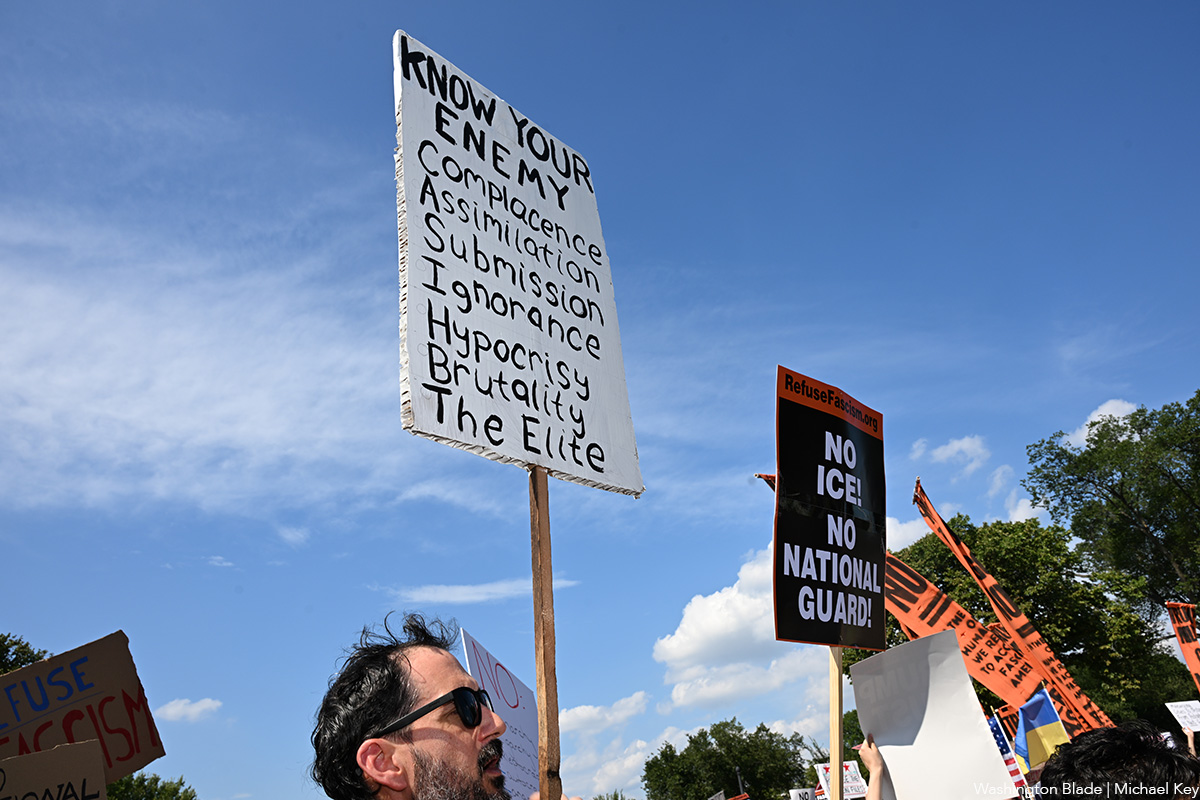 KNOW YOUR
ENEMY
Complacence
Assimilation
Submission
Ignorance
Hypocrisy
Brutality
The Elite
RefuseFascism.org
NO
ICE!
NO
NATIONAL
GUARD!
NO.
FASCISM
Washington Blade | Michael Key